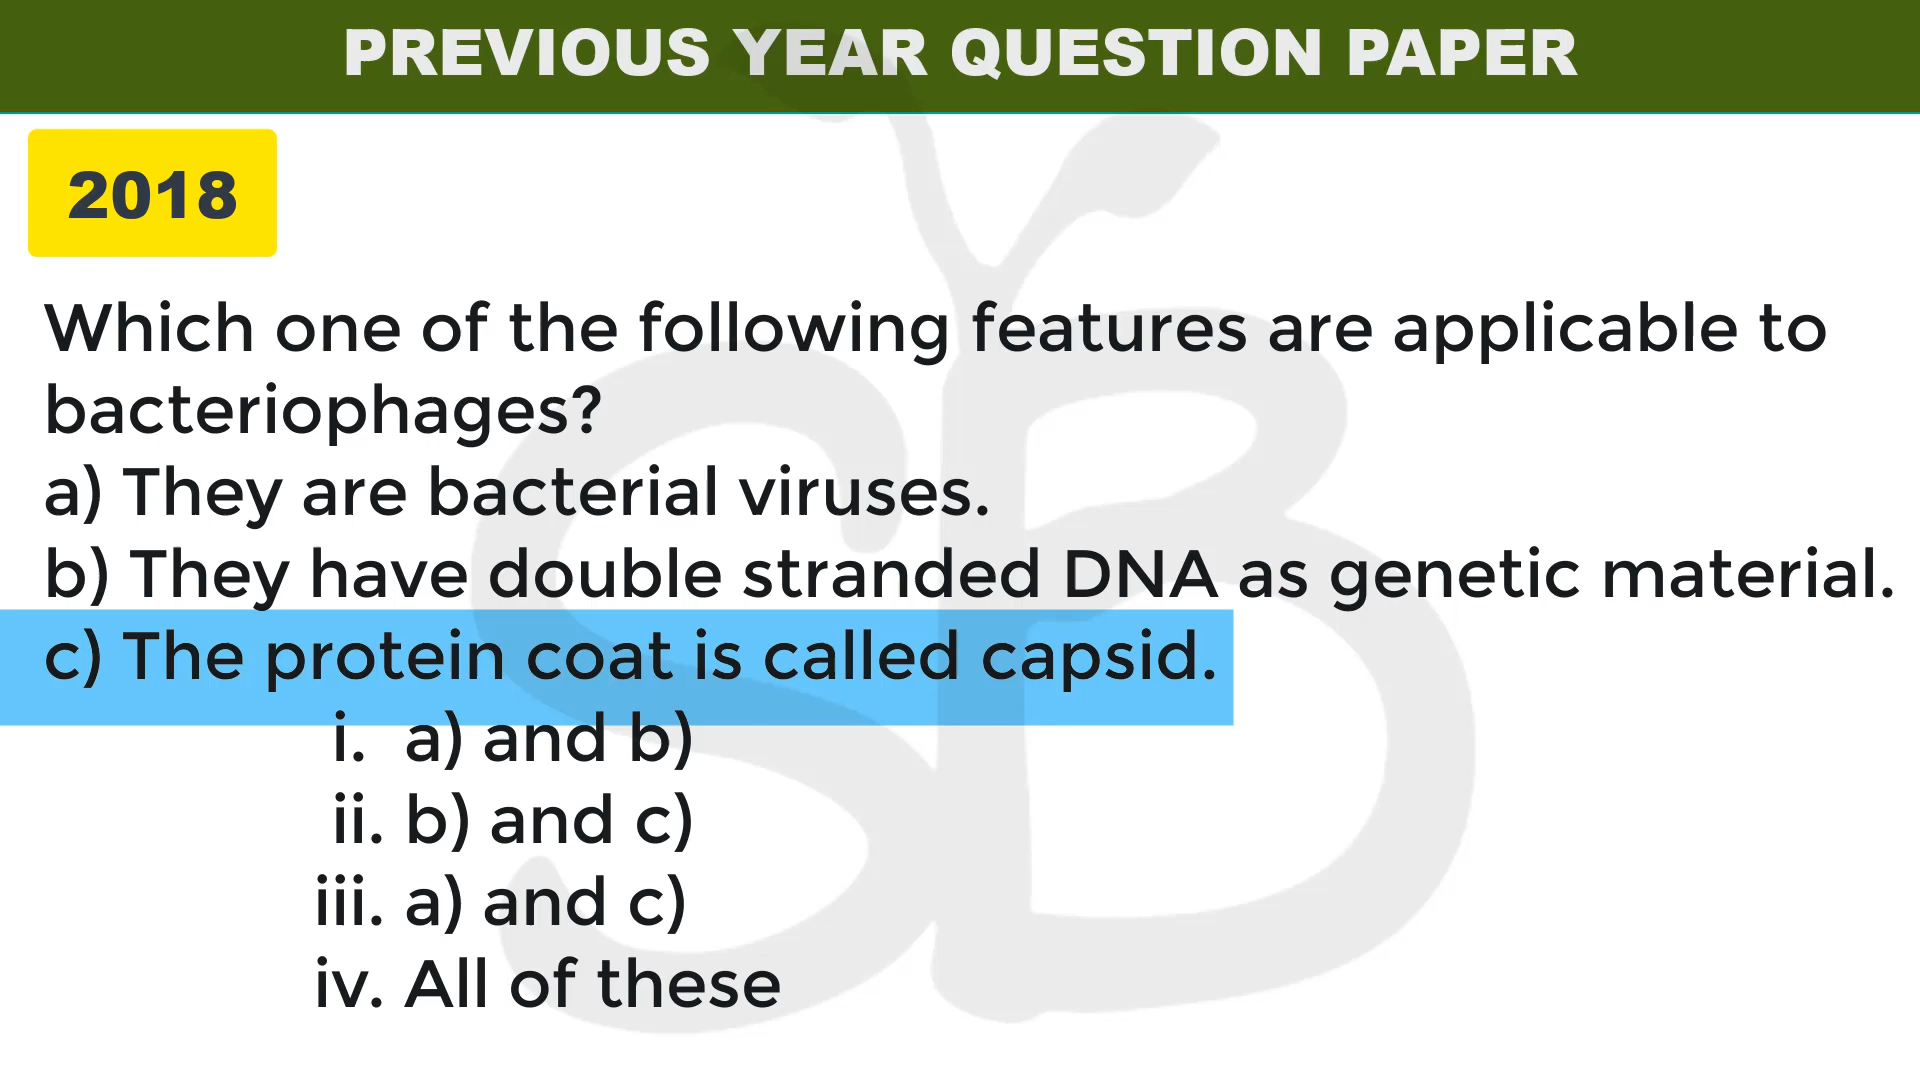 PREVIOUS YEAR QUESTION PAPER
2018
Which one of the following features are applicable to
bacteriophages?
a) They are bacterial viruses.
b) They have double stranded DNA as genetic material.
c) The protein coat is called capsid.
i. a) and b)
ii. b) and c)
iii. a) and c)
iv. All of these